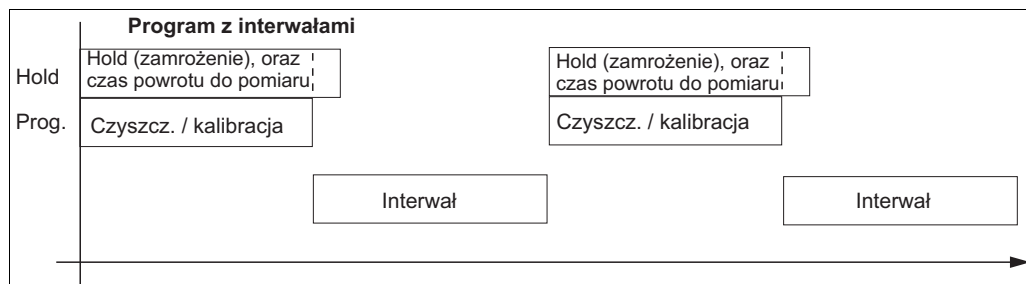 Program z interwałami
Hold
Hold (zamrożenie), oraz
czas powrotu do pomiaru
Hold (zamrożenie), oraz
czas powrotu do pomiaru
Prog.
Czyszcz. / kalibracja
Czyszcz. / kalibracja
Interwał
Interwał